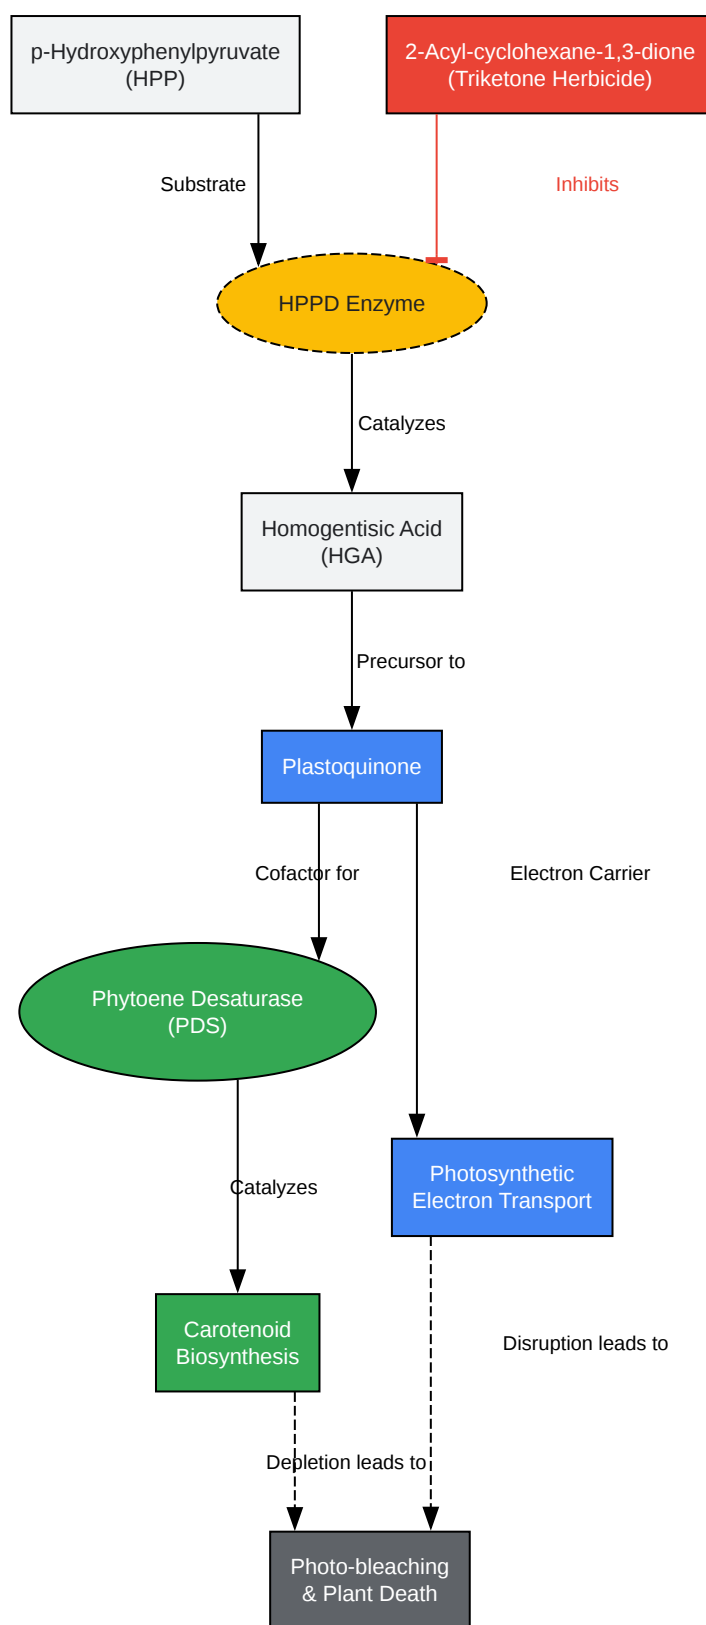 p-Hydroxyphenylpyruvate
(HPP)
2-Acyl-cyclohexane-1,3-dione
(Triketone Herbicide)
Substrate
Inhibits
HPPD Enzyme
Catalyzes
Homogentisic Acid
(HGA)
Precursor to
Plastoquinone
Cofactor for
Electron Carrier
Phytoene Desaturase
(PDS)
Photosynthetic
Electron Transport
Catalyzes
Carotenoid
Biosynthesis
Disruption leads to
Depletion leads to
Photo-bleaching
& Plant Death